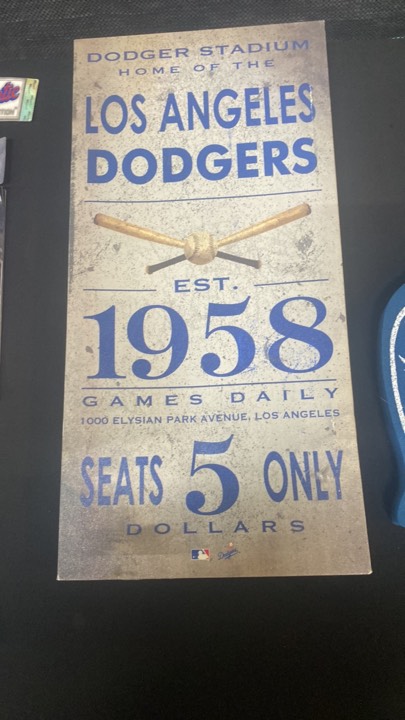 DODGER STADIUM
HOME OF THE
LOS ANGELES
DODGERS
EST.
1958
GAMES DAILY
1000 ELYSIAN PARK AVENUE, LOS ANGELES
SEATS 5 ONLY
DOLLARS
Dodgers